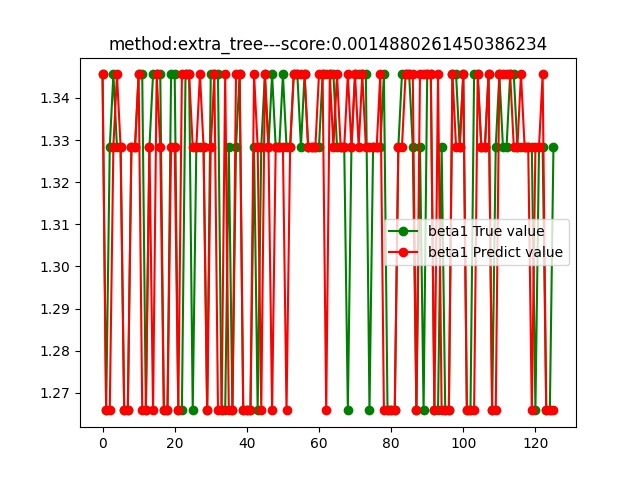 method:extra_tree---score:0.0014880261450386234
1.34
1.33
1.32
1.31
1.30
1.29
1.28
1.27
beta1 True value
beta1 Predict value
0 20 40 60 80 100 120